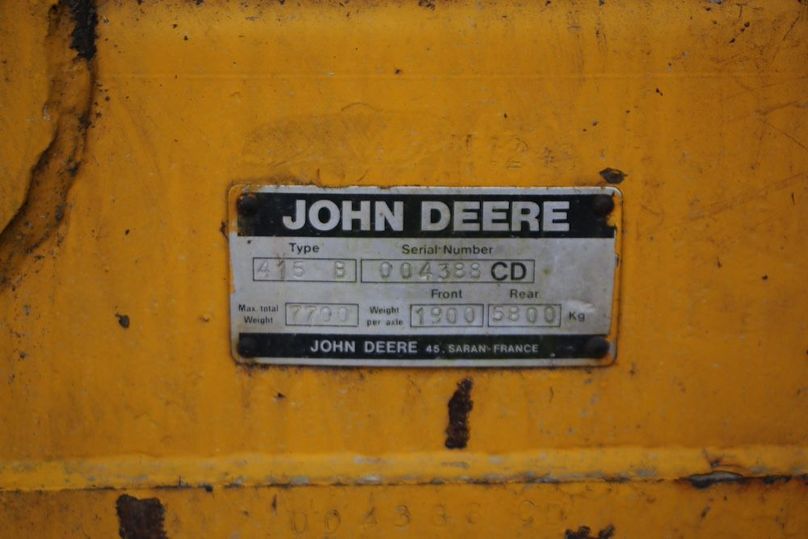 JOHN DEERE
Type Serial Number
415 B 004388 CD
Front Rear
Max. total Weight 7700 Weight per axle 1900 5800 Kg
JOHN DEERE 45. SARAN-FRANCE